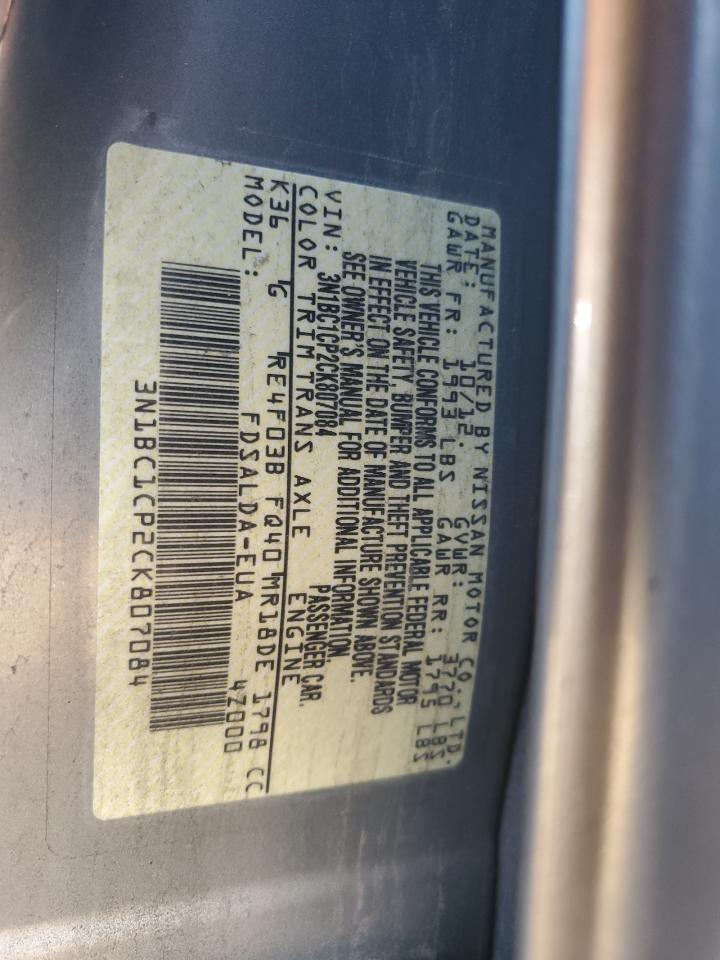 MANUFACTURED BY NISSAN MOTOR CO., LTD.
DATE: 10/12. GVWR: 3770 LBS
GAWR FR: 1993 LBS GAWR RR: 1795 LBS
THIS VEHICLE CONFORMS TO ALL APPLICABLE FEDERAL MOTOR
VEHICLE SAFETY, BUMPER AND THEFT PREVENTION STANDARDS
IN EFFECT ON THE DATE OF MANUFACTURE SHOWN ABOVE.
SEE OWNER'S MANUAL FOR ADDITIONAL INFORMATION.
VIN: 3N1BC1CP2CK807084 PASSENGER CAR.
COLOR TRIM TRANS AXLE ENGINE
K36 G RE4F03B FQ40 MR18DE 1798 CC
MODEL: FDSALDA-EUA 4Z000
3N1BC1CP2CK807084